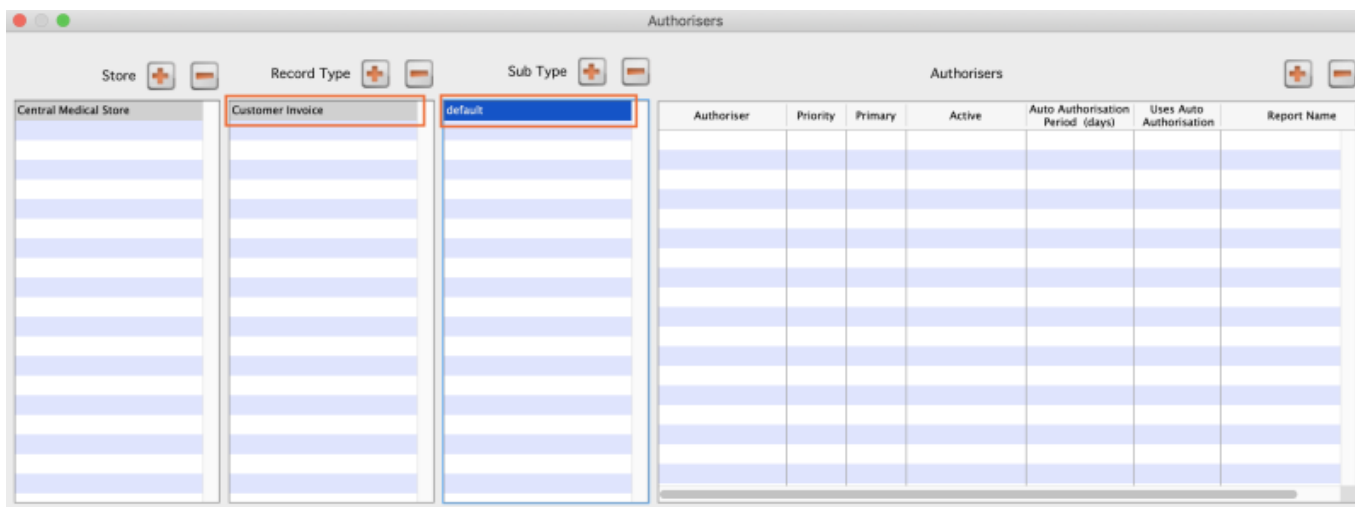 Authorisers
Store
Record Type
Sub Type
Authorisers
Central Medical Store
Customer Invoice
default
Authoriser
Priority
Primary
Active
Auto Authorisation
Period (days)
Uses Auto
Authorisation
Report Name